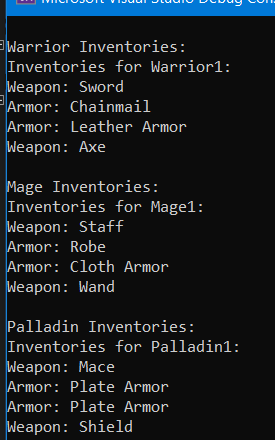 Microsoft Visual Studio Debug Con
Warrior Inventories:
Inventories for Warrior1:
Weapon: Sword
Armor: Chainmail
Armor: Leather Armor
Weapon: Axe
Mage Inventories:
Inventories for Mage1:
Weapon: Staff
Armor: Robe
Armor: Cloth Armor
Weapon: Wand
Palladin Inventories:
Inventories for Palladin1:
Weapon: Mace
Armor: Plate Armor
Armor: Plate Armor
Weapon: Shield